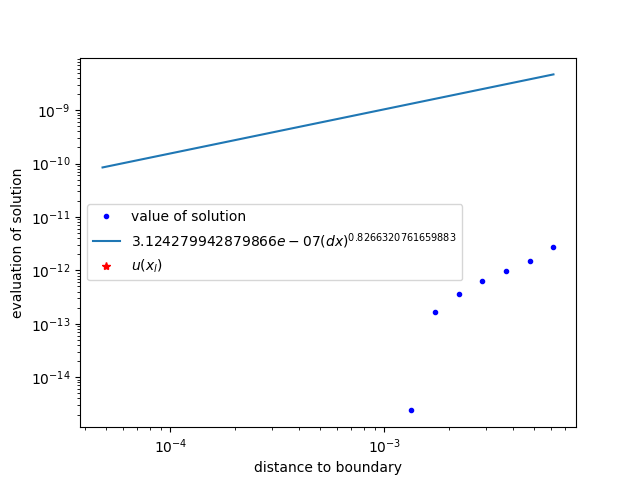 10⁻⁹
10⁻¹⁰
10⁻¹¹
10⁻¹²
10⁻¹³
10⁻¹⁴
evaluation of solution
value of solution
3.124279942879866e − 07(dx)^0.8266320761659883
u(x_l)
10⁻⁴
10⁻³
distance to boundary